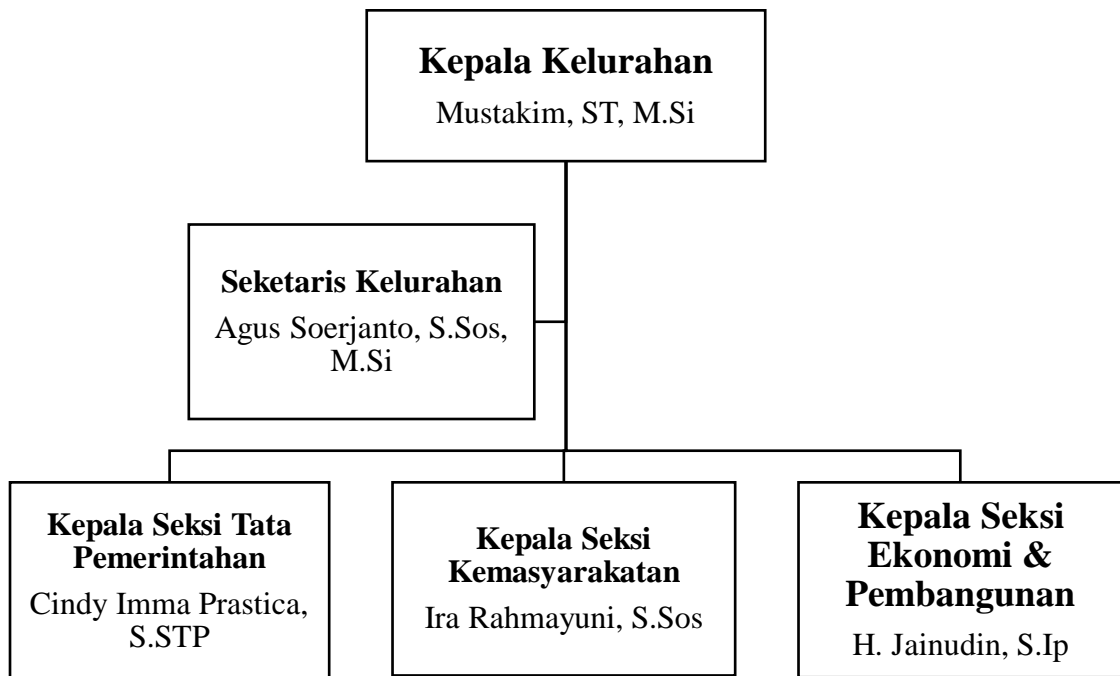 Kepala Kelurahan
Mustakim, ST, M.Si
Seketaris Kelurahan
Agus Soerjanto, S.Sos,
M.Si
Kepala Seksi Tata
Pemerintahan
Cindy Imma Prastica,
S.STP
Kepala Seksi
Kemasyarakatan
Ira Rahmayuni, S.Sos
Kepala Seksi
Ekonomi &
Pembangunan
H. Jainudin, S.Ip